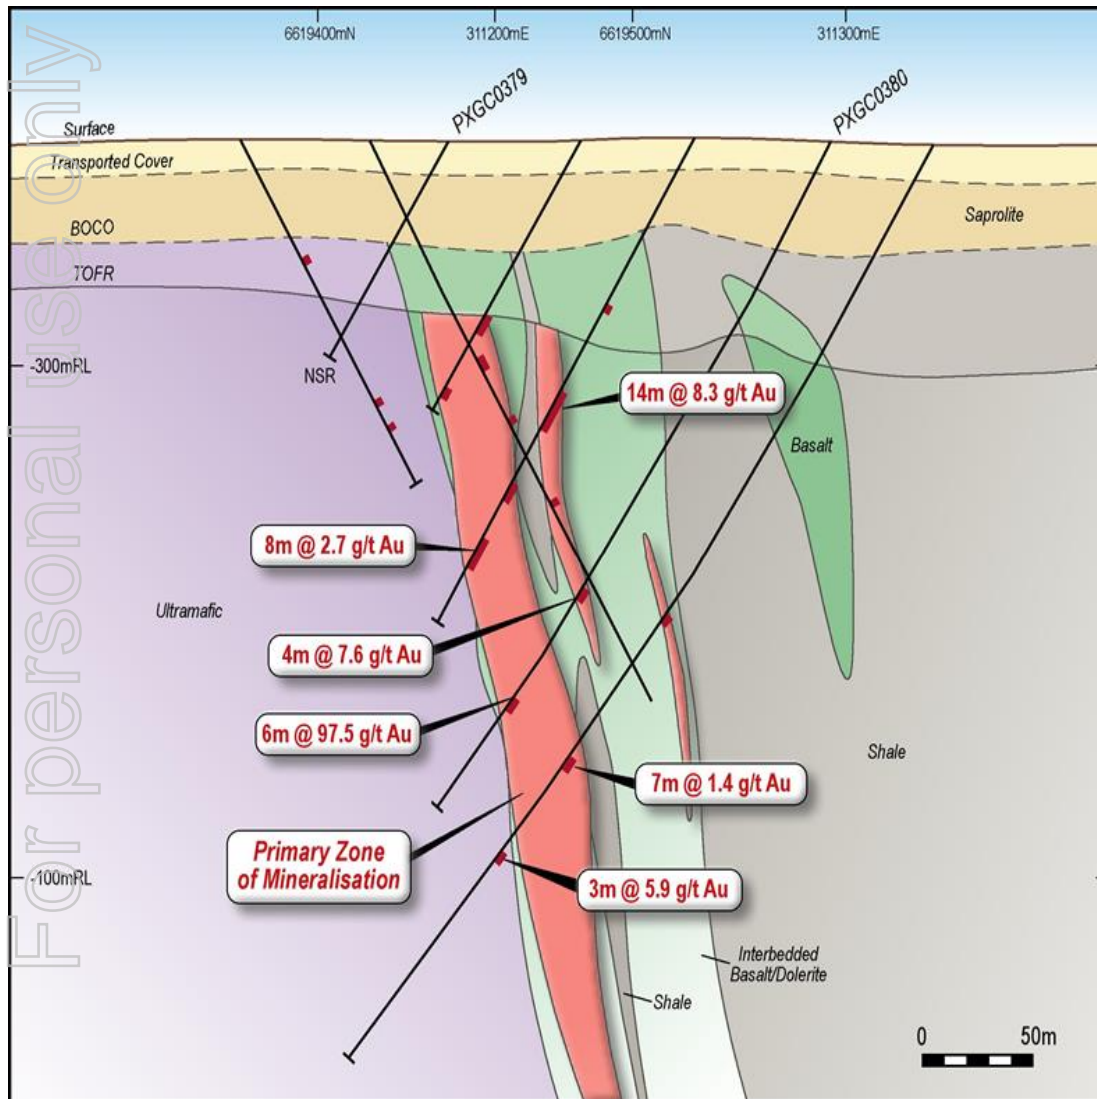 For personal use only
6619400mN
311200mE
6619500mN
311300mE
PXGC0379
PXGC0380
Surface
Transported Cover
Saprolite
BOCO
TOFR
-300mRL
NSR
14m @ 8.3 g/t Au
Basalt
8m @ 2.7 g/t Au
Ultramafic
4m @ 7.6 g/t Au
6m @ 97.5 g/t Au
Shale
7m @ 1.4 g/t Au
Primary Zone
of Mineralisation
-100mRL
3m @ 5.9 g/t Au
Interbedded
Basalt/Dolerite
Shale
0
50m